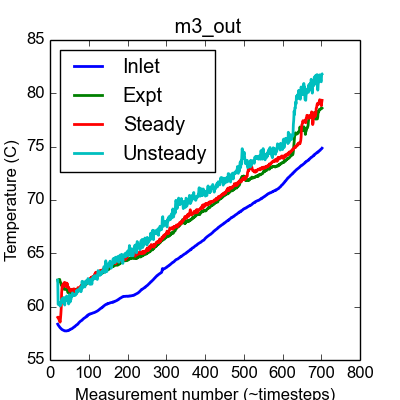 m3_out
85
80
75
70
65
60
55
Temperature (C)
Inlet
Expt
Steady
Unsteady
0 100 200 300 400 500 600 700 800
Measurement number (~timesteps)